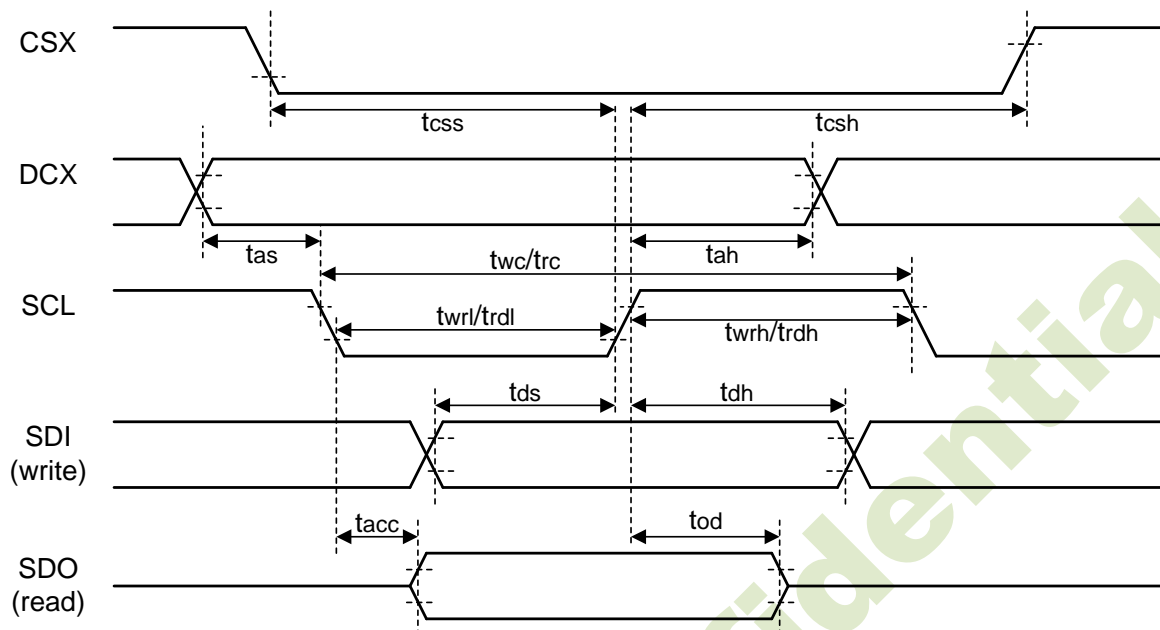 CSX
tcss
tcsh
DCX
tas
tah
twc/trc
SCL
twrl/trdl
twrh/trdh
tds
tdh
SDI
(write)
tacc
tod
SDO
(read)
fidential